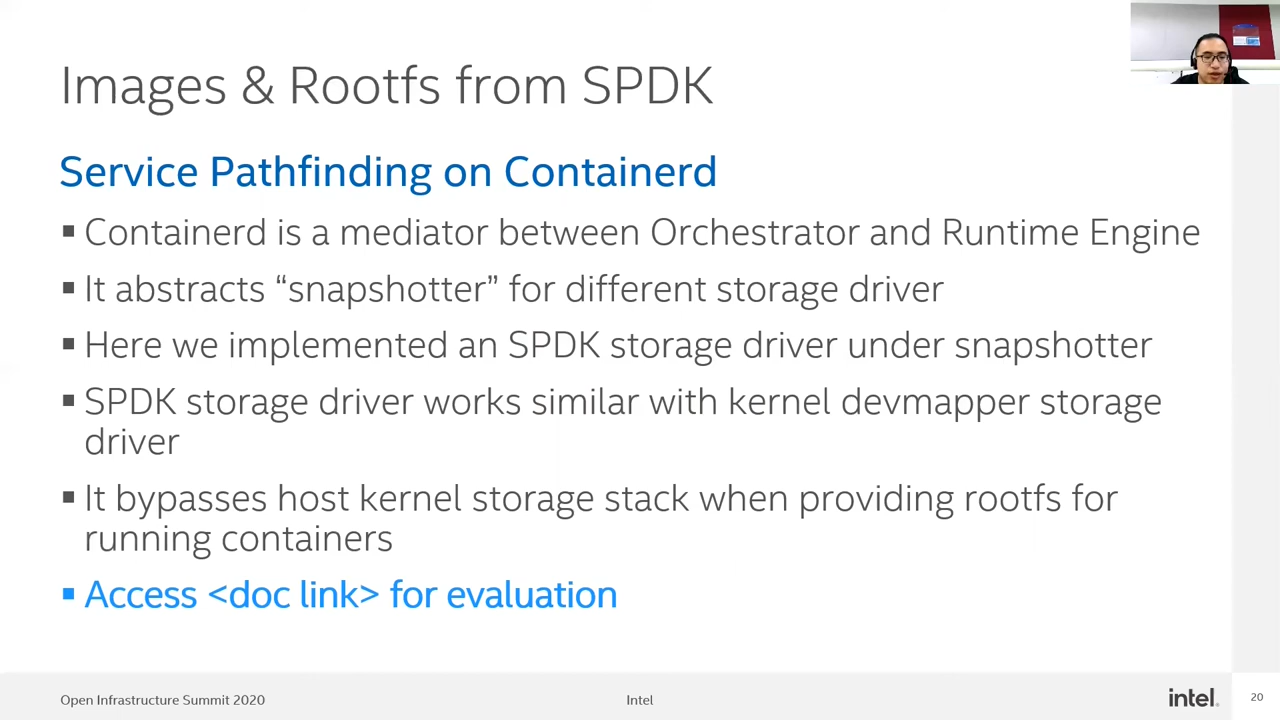 Images & Rootfs from SPDK
Service Pathfinding on Containerd
▪ Containerd is a mediator between Orchestrator and Runtime Engine
▪ It abstracts “snapshotter” for different storage driver
▪ Here we implemented an SPDK storage driver under snapshotter
▪ SPDK storage driver works similar with kernel devmapper storage
driver
▪ It bypasses host kernel storage stack when providing rootfs for
running containers
▪ Access <doc link> for evaluation
Open Infrastructure Summit 2020
Intel
intel.
20